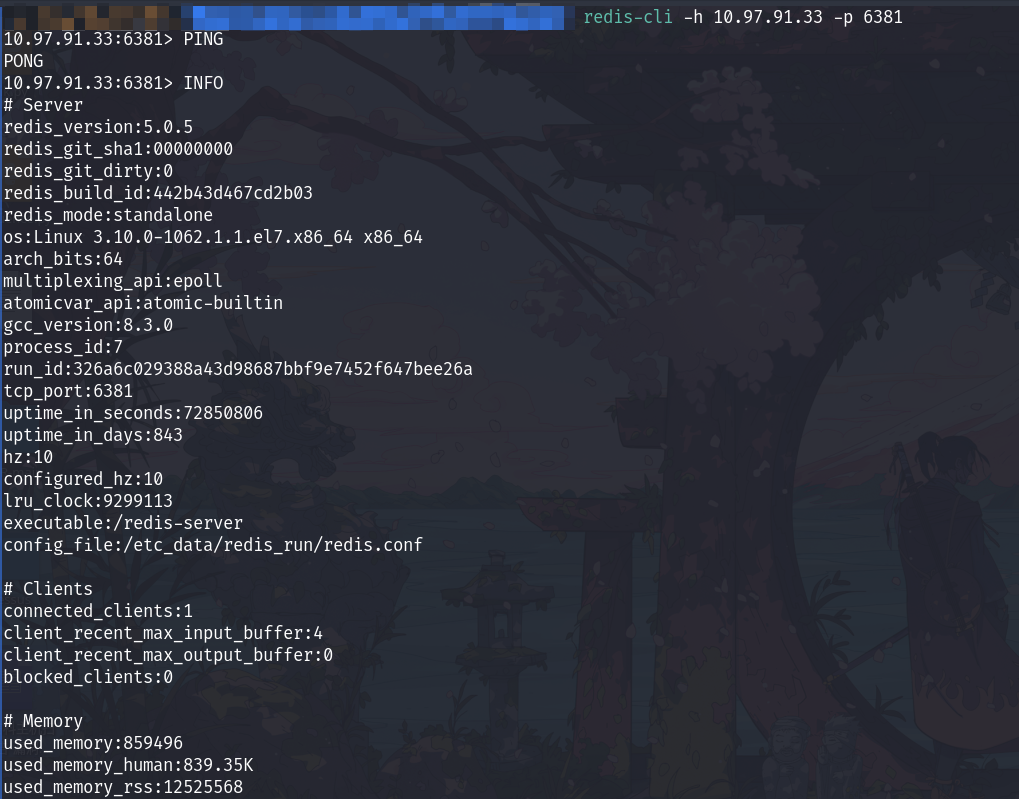 redis-cli -h 10.97.91.33 -p 6381
10.97.91.33:6381> PING
PONG
10.97.91.33:6381> INFO
# Server
redis_version:5.0.5
redis_git_sha1:00000000
redis_git_dirty:0
redis_build_id:442b43d467cd2b03
redis_mode:standalone
os:Linux 3.10.0-1062.1.1.el7.x86_64 x86_64
arch_bits:64
multiplexing_api:epoll
atomicvar_api:atomic-builtin
gcc_version:8.3.0
process_id:7
run_id:326a6c029388a43d98687bbf9e7452f647bee26a
tcp_port:6381
uptime_in_seconds:72850806
uptime_in_days:843
hz:10
configured_hz:10
lru_clock:9299113
executable:/redis-server
config_file:/etc_data/redis_run/redis.conf
# Clients
connected_clients:1
client_recent_max_input_buffer:4
client_recent_max_output_buffer:0
blocked_clients:0
# Memory
used_memory:859496
used_memory_human:839.35K
used_memory_rss:12525568